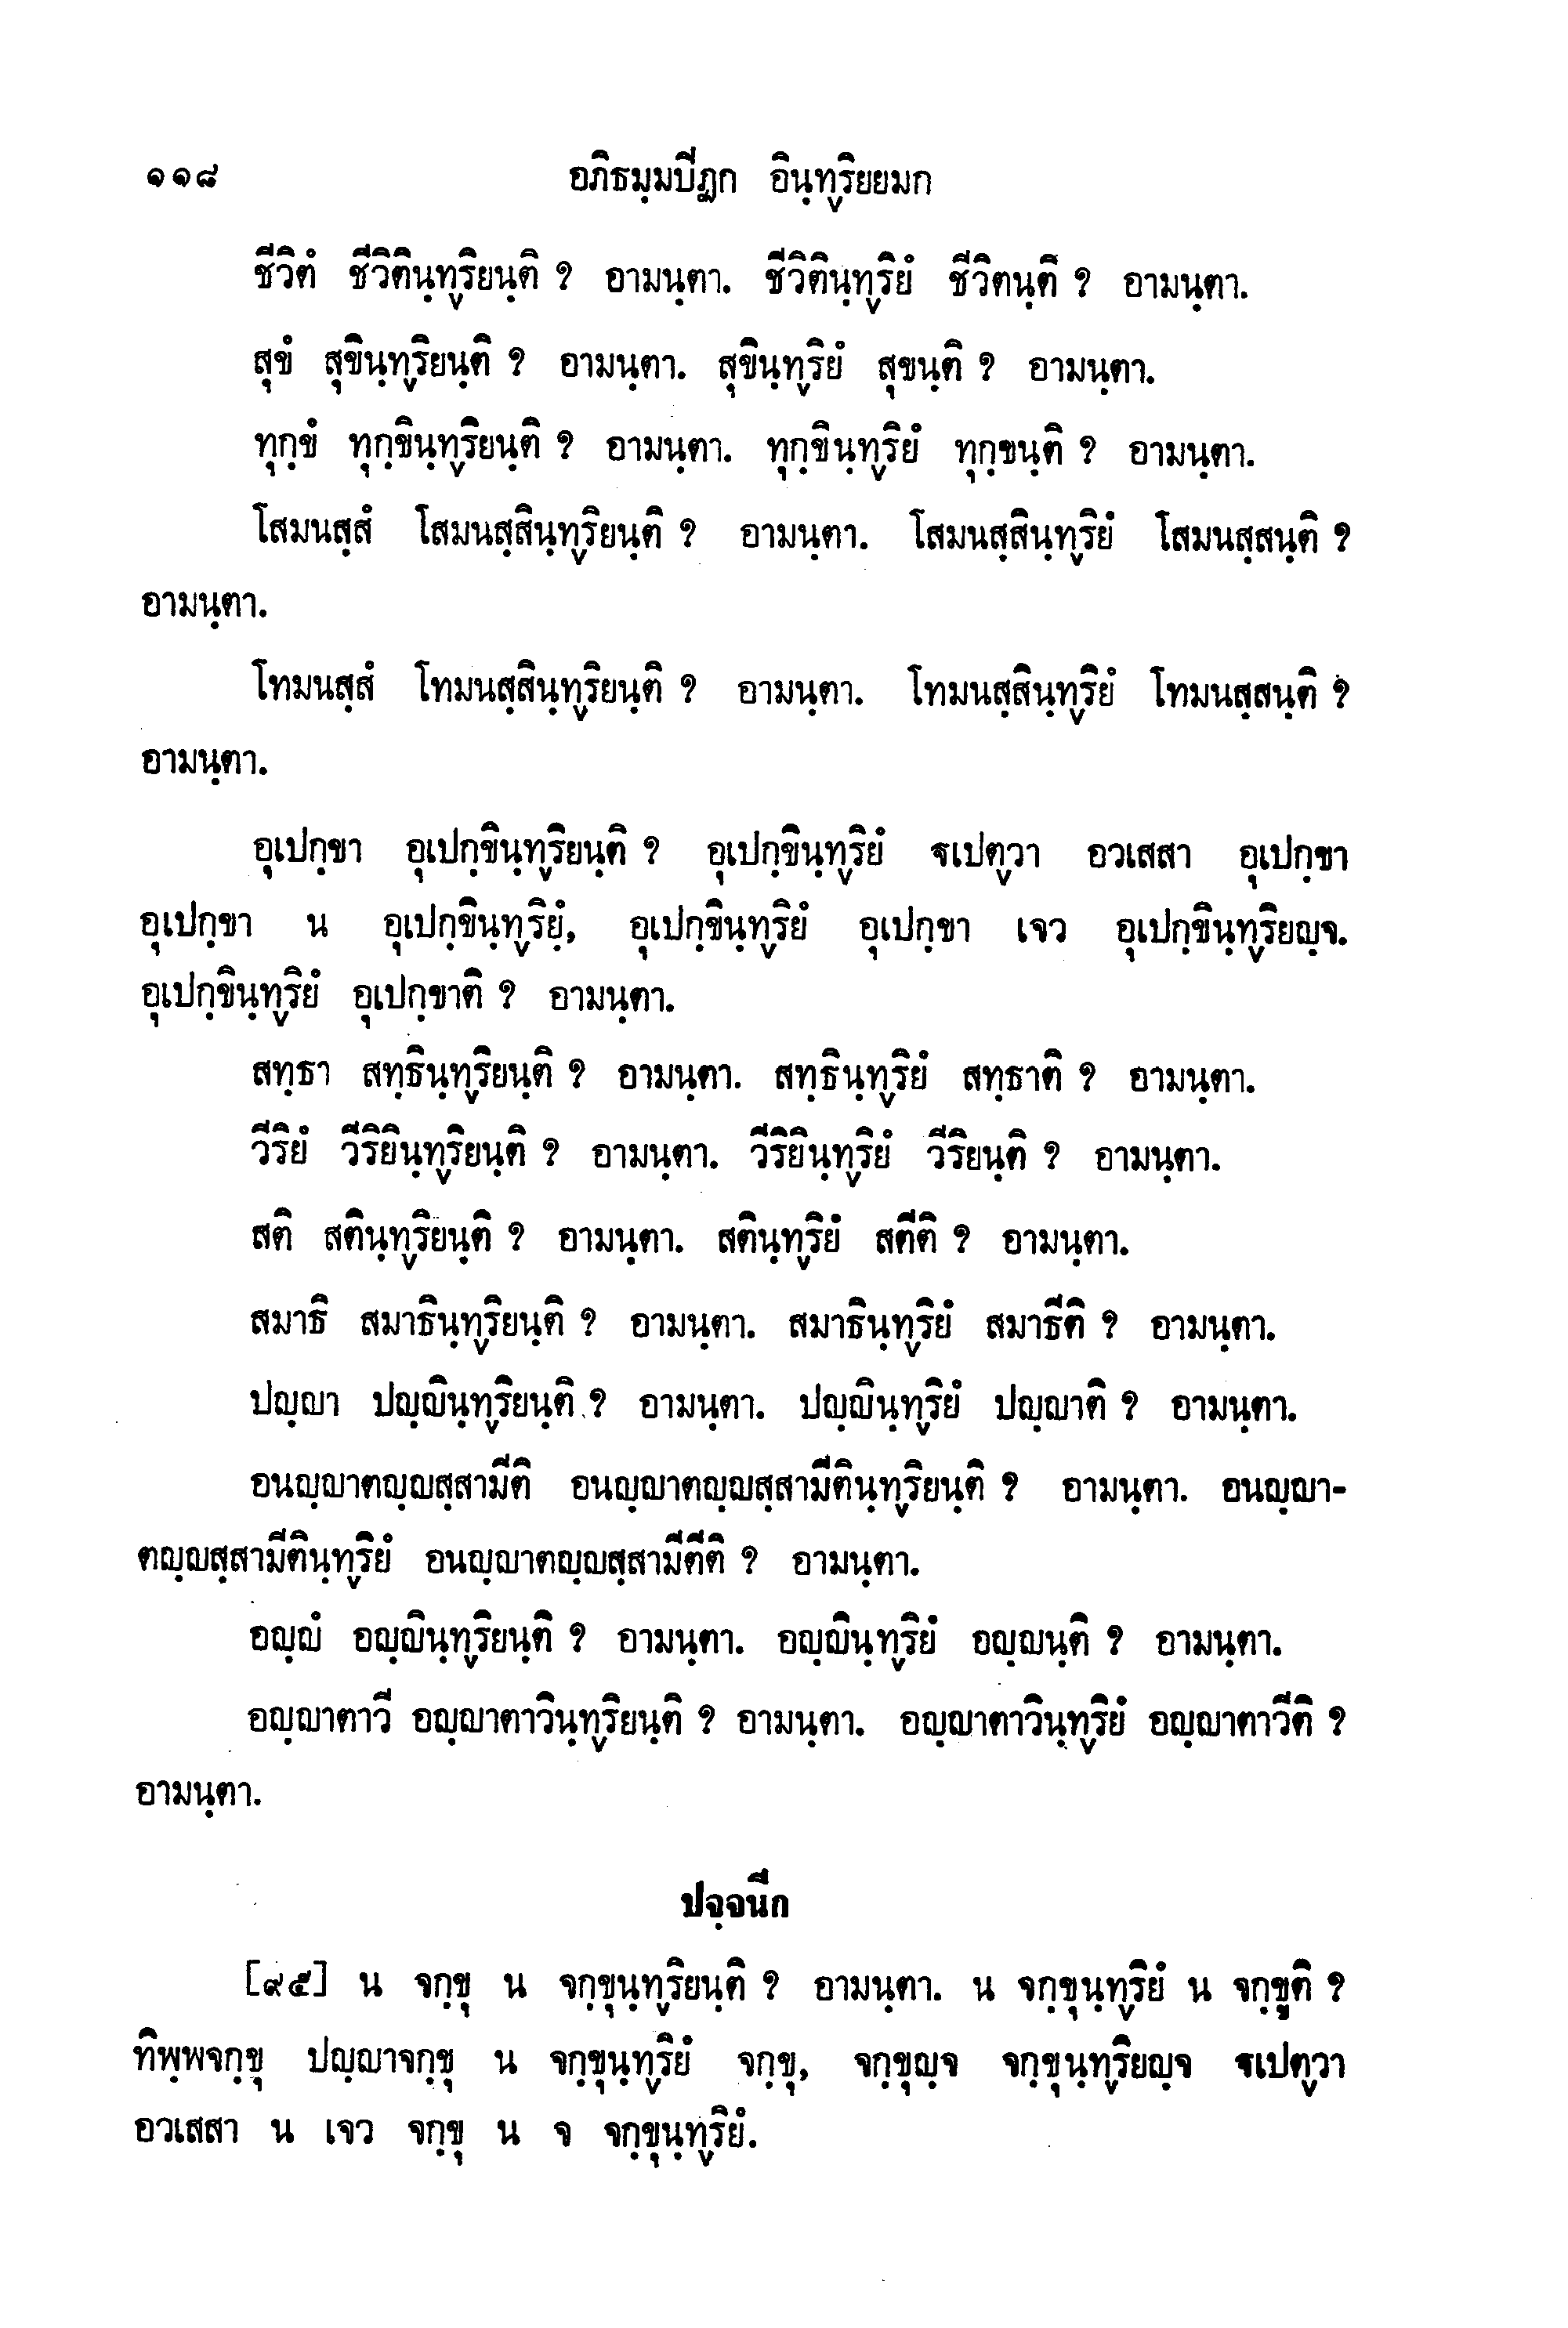 ๑๑๘ อภิธมฺมปีฏก อินฺทฺริยยมก
ชีวิตํ ชีวิตินฺทฺริยนฺติ ? อามนฺตา. ชีวิตินฺทฺริยํ ชีวิตนฺติ ? อามนฺตา.
สุขํ สุขินฺทฺริยนฺติ ? อามนฺตา. สุขินฺทฺริยํ สุขนฺติ ? อามนฺตา.
ทุกฺขํ ทุกฺขินฺทฺริยนฺติ ? อามนฺตา. ทุกฺขินฺทฺริยํ ทุกฺขนฺติ ? อามนฺตา.
โสมนสฺสํ โสมนสฺสินฺทฺริยนฺติ ? อามนฺตา. โสมนสฺสินฺทฺริยํ โสมนสฺสนฺติ ?
อามนฺตา.
โทมนสฺสํ โทมนสฺสินฺทฺริยนฺติ ? อามนฺตา. โทมนสฺสินฺทฺริยํ โทมนสฺสนฺติ ?
อามนฺตา.
อุเปกฺขา อุเปกฺขินฺทฺริยนฺติ ? อุเปกฺขินฺทฺริยํ ฐเปตฺวา อวเสสา อุเปกฺขา
อุเปกฺขา น อุเปกฺขินฺทฺริยํ, อุเปกฺขินฺทฺริยํ อุเปกฺขา เจว อุเปกฺขินฺทฺริยญฺจ.
อุเปกฺขินฺทฺริยํ อุเปกฺขาติ ? อามนฺตา.
สทฺธา สทฺธินฺทฺริยนฺติ ? อามนฺตา. สทฺธินฺทฺริยํ สทฺธาติ ? อามนฺตา.
วีริยํ วีริยินฺทฺริยนฺติ ? อามนฺตา. วีริยินฺทฺริยํ วีริยนฺติ ? อามนฺตา.
สติ สตินฺทฺริยนฺติ ? อามนฺตา. สตินฺทฺริยํ สตีติ ? อามนฺตา.
สมาธิ สมาธินฺทฺริยนฺติ ? อามนฺตา. สมาธินฺทฺริยํ สมาธีติ ? อามนฺตา.
ปญฺญา ปญฺญินฺทฺริยนฺติ ? อามนฺตา. ปญฺญินฺทฺริยํ ปญฺญาติ ? อามนฺตา.
อนญฺญาตญฺญสฺสามีติ อนญฺญาตญฺญสฺสามีตินฺทฺริยนฺติ ? อามนฺตา. อนญฺญา-
ตญฺญสฺสามีตินฺทฺริยํ อนญฺญาตญฺญสฺสามีตีติ ? อามนฺตา.
อญฺญํ อญฺญินฺทฺริยนฺติ ? อามนฺตา. อญฺญินฺทฺริยํ อญฺญนฺติ ? อามนฺตา.
อญฺญาตาวี อญฺญาตาวินฺทฺริยนฺติ ? อามนฺตา. อญฺญาตาวินฺทฺริยํ อญฺญาตาวีติ ?
อามนฺตา.
ปจฺจนีก
[๙๕] น จกฺขุ น จกฺขุนฺทฺริยนฺติ ? อามนฺตา. น จกฺขุนฺทฺริยํ น จกฺขูติ ?
ทิพฺพจกฺขุ ปญฺญาจกฺขุ น จกฺขุนฺทฺริยํ จกฺขุ, จกฺขุญฺจ จกฺขุนฺทฺริยญฺจ ฐเปตฺวา
อวเสสา น เจว จกฺขุ น จ จกฺขุนฺทฺริยํ.